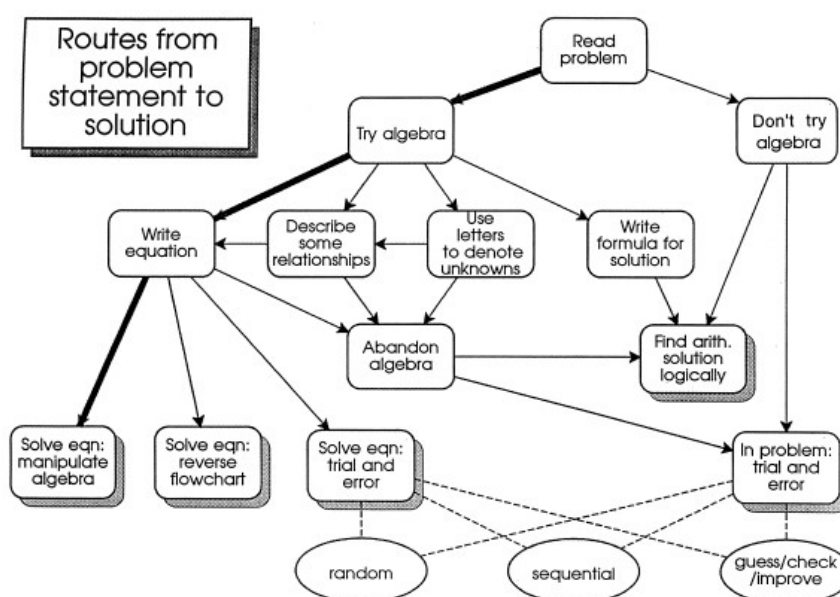 Routes from
problem
statement to
solution
Read
problem
Try algebra
Don't try
algebra
Write
equation
Describe
some
relationships
Use
letters
to denote
unknowns
Write
formula for
solution
Abandon
algebra
Find arith.
solution
logically
Solve eqn:
manipulate
algebra
Solve eqn:
reverse
flowchart
Solve eqn:
trial and
error
In problem:
trial and
error
random
sequential
guess/check
/improve